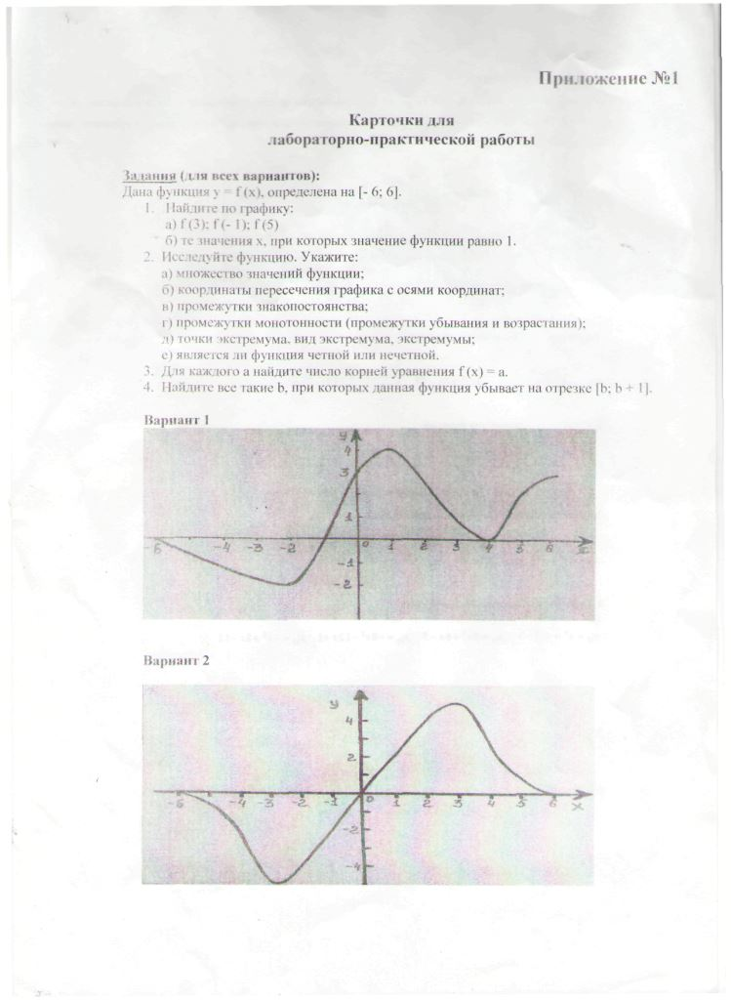 Приложение №1
Карточки для
лабораторно-практической работы
Задания (для всех вариантов):
Дана функция y = f (x), определена на [- 6; 6].
1. Найдите по графику:
а) f (3); f (- 1); f (5)
б) те значения x, при которых значение функции равно 1.
2. Исследуйте функцию. Укажите:
а) множество значений функции;
б) координаты пересечения графика с осями координат;
в) промежутки знакопостоянства;
г) промежутки монотонности (промежутки убывания и возрастания);
д) точки экстремума, вид экстремума, экстремумы;
е) является ли функция четной или нечетной.
3. Для каждого а найдите число корней уравнения f (x) = a.
4. Найдите все такие b, при которых данная функция убывает на отрезке [b; b + 1].
Вариант 1
y
4
3
1
-6 -4 -3 -2 0 1 2 3 4 5 6 x
-1
-2
Вариант 2
y
4
2
-6 -4 -3 -2 -1 0 1 2 3 4 5 6 x
-2
-4